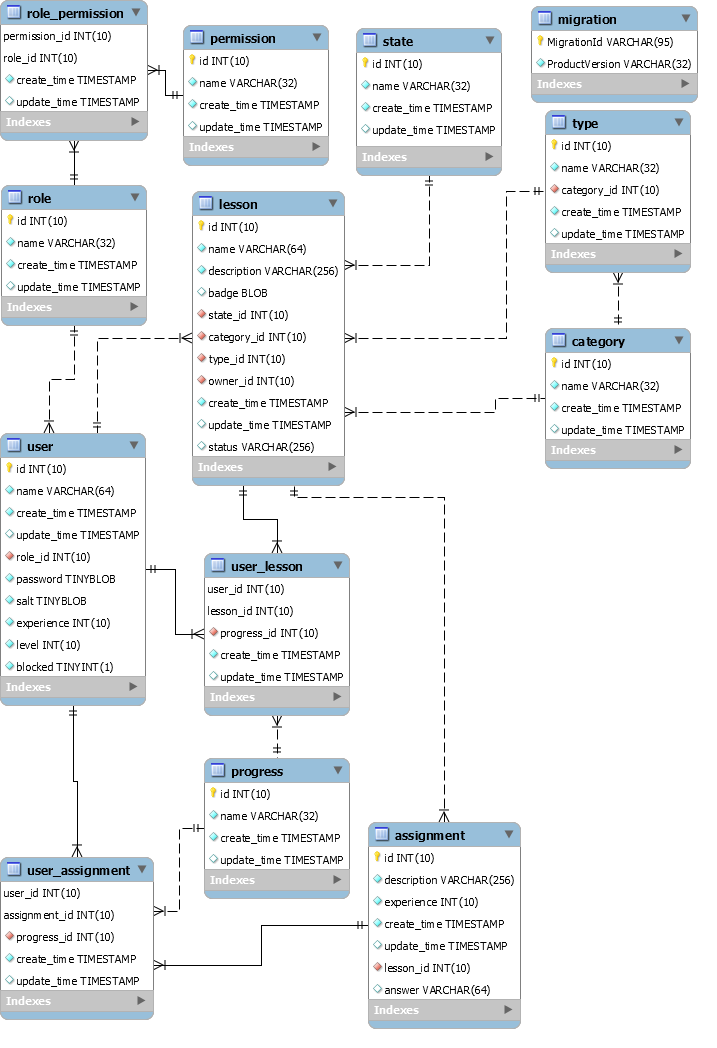 role_permission
permission_id INT(10)
role_id INT(10)
create_time TIMESTAMP
update_time TIMESTAMP
Indexes
permission
id INT(10)
name VARCHAR(32)
create_time TIMESTAMP
update_time TIMESTAMP
Indexes
state
id INT(10)
name VARCHAR(32)
create_time TIMESTAMP
update_time TIMESTAMP
Indexes
migration
MigrationId VARCHAR(95)
ProductVersion VARCHAR(32)
Indexes
type
id INT(10)
name VARCHAR(32)
category_id INT(10)
create_time TIMESTAMP
update_time TIMESTAMP
Indexes
role
id INT(10)
name VARCHAR(32)
create_time TIMESTAMP
update_time TIMESTAMP
Indexes
lesson
id INT(10)
name VARCHAR(64)
description VARCHAR(256)
badge BLOB
state_id INT(10)
category_id INT(10)
type_id INT(10)
owner_id INT(10)
create_time TIMESTAMP
update_time TIMESTAMP
status VARCHAR(256)
Indexes
category
id INT(10)
name VARCHAR(32)
create_time TIMESTAMP
update_time TIMESTAMP
Indexes
user
id INT(10)
name VARCHAR(64)
create_time TIMESTAMP
update_time TIMESTAMP
role_id INT(10)
password TINYBLOB
salt TINYBLOB
experience INT(10)
level INT(10)
blocked TINYINT(1)
Indexes
user_lesson
user_id INT(10)
lesson_id INT(10)
progress_id INT(10)
create_time TIMESTAMP
update_time TIMESTAMP
Indexes
progress
id INT(10)
name VARCHAR(32)
create_time TIMESTAMP
update_time TIMESTAMP
Indexes
assignment
id INT(10)
description VARCHAR(256)
experience INT(10)
create_time TIMESTAMP
update_time TIMESTAMP
lesson_id INT(10)
answer VARCHAR(64)
Indexes
user_assignment
user_id INT(10)
assignment_id INT(10)
progress_id INT(10)
create_time TIMESTAMP
update_time TIMESTAMP
Indexes